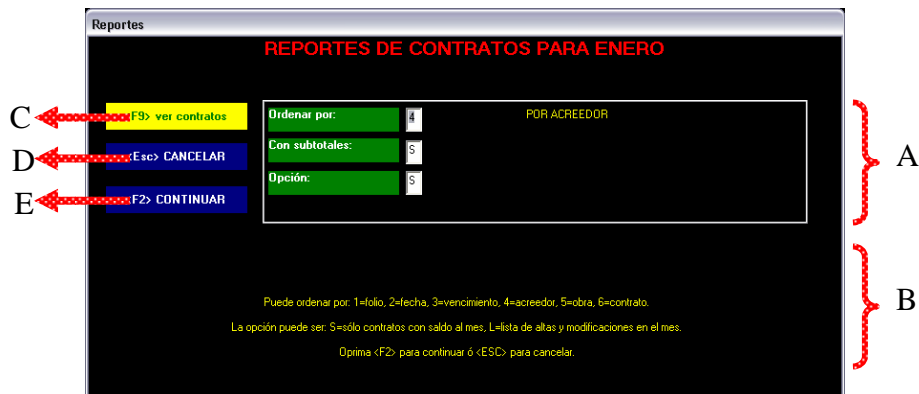 Reportes
REPORTES DE CONTRATOS PARA ENERO
C
<F9> ver contratos
Ordenar por:
4
POR ACREEDOR
A
D
<Esc> CANCELAR
Con subtotales:
S
E
<F2> CONTINUAR
Opción:
S
B
Puede ordenar por: 1=folio, 2=fecha, 3=vencimiento, 4=acreedor, 5=obra, 6=contrato.
La opción puede ser: S=sólo contratos con saldo al mes, L=lista de altas y modificaciones en el mes.
Oprima <F2> para continuar ó <ESC> para cancelar.